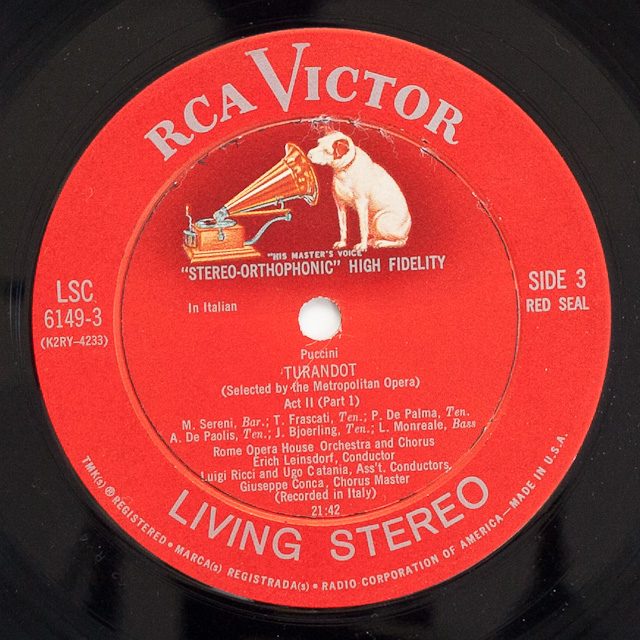 RCA VICTOR
"HIS MASTER'S VOICE"
"STEREO-ORTHOPHONIC" HIGH FIDELITY
LSC
6149-3
(K2RY-4233)
In Italian
SIDE 3
RED SEAL
Puccini
TURANDOT
(Selected by the Metropolitan Opera)
Act II (Part 1)
M. Sereni, Bar.; T. Frascati, Ten.; P. De Palma, Ten.
A. De Paolis, Ten.; J. Bjoerling, Ten.; L. Monreale, Bass
Rome Opera House Orchestra and Chorus
Erich Leinsdorf, Conductor
Luigi Ricci and Ugo Catania, Ass't. Conductors
Giuseppe Conca, Chorus Master
(Recorded in Italy)
21:42
LIVING STEREO
TMK(s) ® REGISTERED • MARCA(s) REGISTRADA(s) • RADIO CORPORATION OF AMERICA—MADE IN U.S.A.